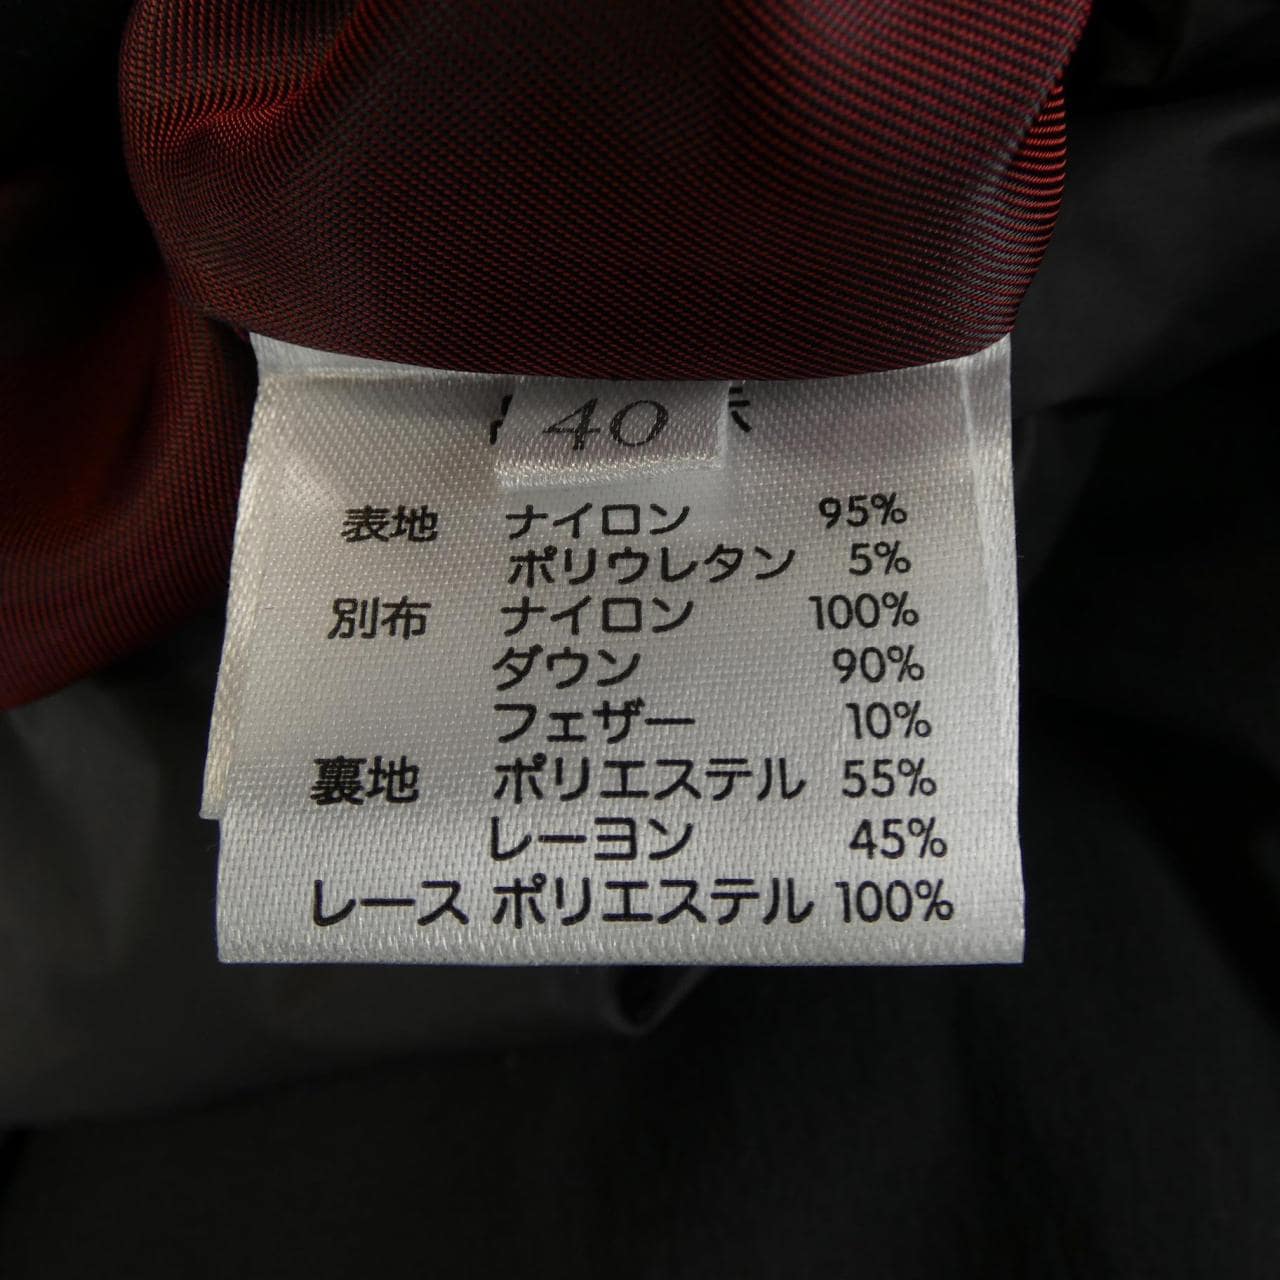 40
表地 ナイロン 95%
ポリウレタン 5%
別布 ナイロン 100%
ダウン 90%
フェザー 10%
裏地 ポリエステル 55%
レーヨン 45%
レース ポリエステル 100%